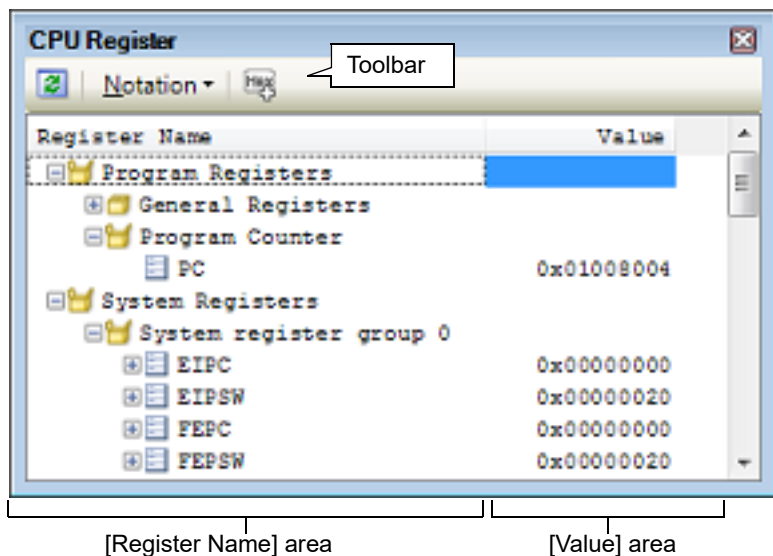 CPU Register
Notation
Hex
Toolbar
Register Name Value
Program Registers
General Registers
Program Counter
PC 0x01008004
System Registers
System register group 0
EIPC 0x00000000
EIPSW 0x00000020
FEPC 0x00000000
FEPSW 0x00000020
[Register Name] area [Value] area